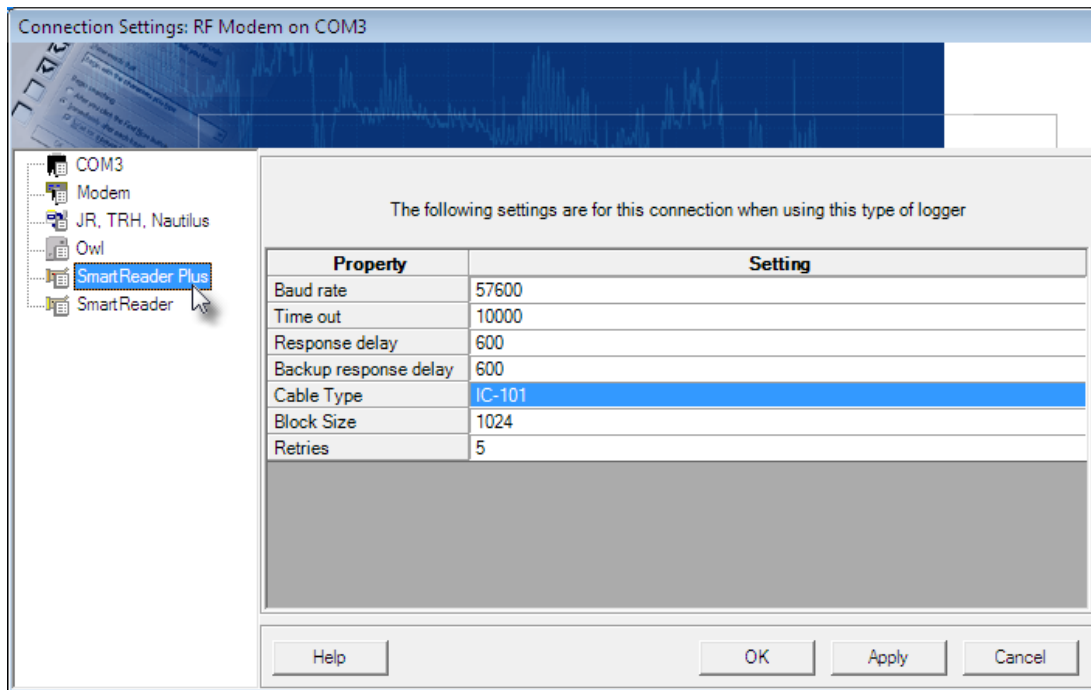 Connection Settings: RF Modem on COM3
COM3
Modem
JR, TRH, Nautilus
Owl
SmartReader Plus
SmartReader
The following settings are for this connection when using this type of logger
Property Setting
Baud rate 57600
Time out 10000
Response delay 600
Backup response delay 600
Cable Type IC-101
Block Size 1024
Retries 5
Help OK Apply Cancel